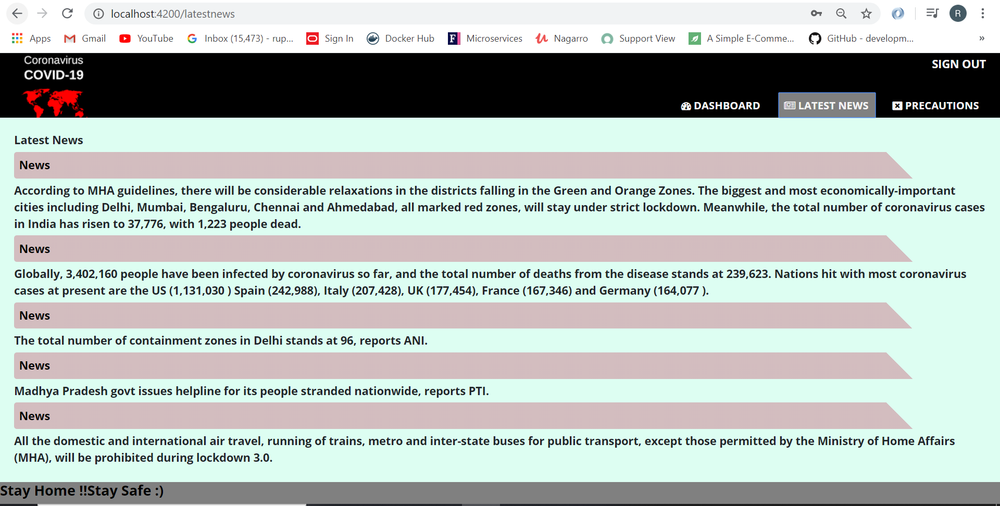 localhost:4200/latestnews
R
Apps Gmail YouTube Inbox (15,473) - rup... Sign In Docker Hub Microservices Nagarro Support View A Simple E-Comme... GitHub - developm... »
Coronavirus
COVID-19
SIGN OUT
DASHBOARD LATEST NEWS PRECAUTIONS
Latest News
News
According to MHA guidelines, there will be considerable relaxations in the districts falling in the Green and Orange Zones. The biggest and most economically-important
cities including Delhi, Mumbai, Bengaluru, Chennai and Ahmedabad, all marked red zones, will stay under strict lockdown. Meanwhile, the total number of coronavirus cases
in India has risen to 37,776, with 1,223 people dead.
News
Globally, 3,402,160 people have been infected by coronavirus so far, and the total number of deaths from the disease stands at 239,623. Nations hit with most coronavirus
cases at present are the US (1,131,030 ) Spain (242,988), Italy (207,428), UK (177,454), France (167,346) and Germany (164,077 ).
News
The total number of containment zones in Delhi stands at 96, reports ANI.
News
Madhya Pradesh govt issues helpline for its people stranded nationwide, reports PTI.
News
All the domestic and international air travel, running of trains, metro and inter-state buses for public transport, except those permitted by the Ministry of Home Affairs
(MHA), will be prohibited during lockdown 3.0.
Stay Home !!Stay Safe :)